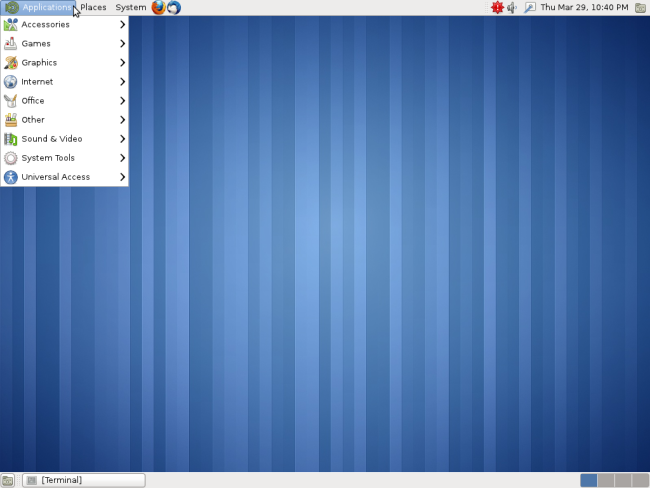 Applications Places System Thu Mar 29, 10:40 PM
Accessories
Games
Graphics
Internet
Office
Other
Sound & Video
System Tools
Universal Access
[Terminal]